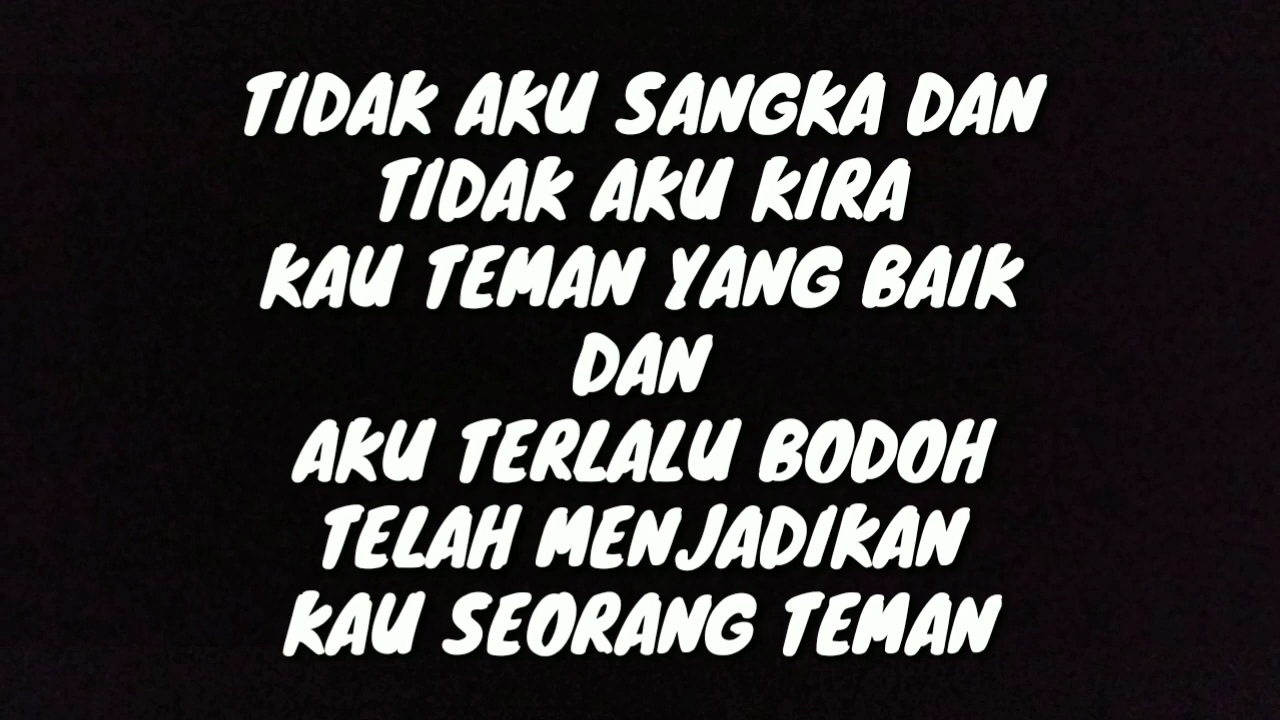 TIDAK AKU SANGKA DAN
TIDAK AKU KIRA
KAU TEMAN YANG BAIK
DAN
AKU TERLALU BODOH
TELAH MENJADIKAN
KAU SEORANG TEMAN